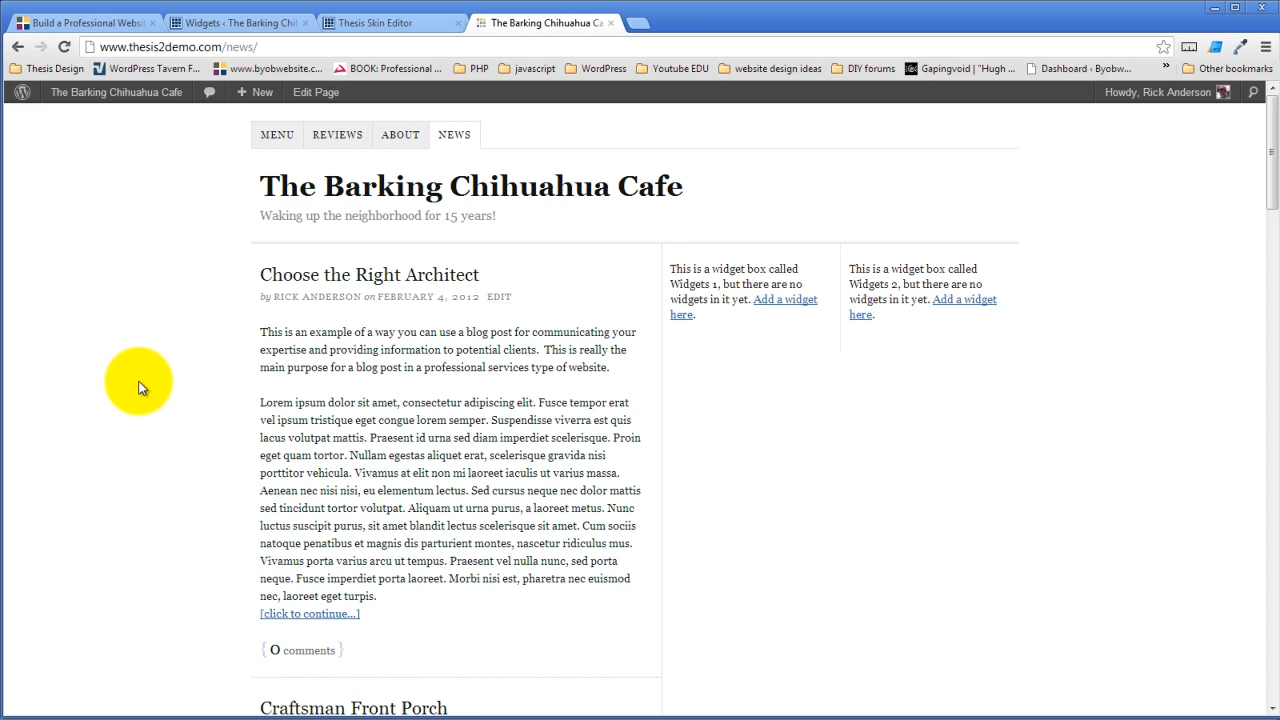 Build a Professional Websit
Widgets ‹ The Barking Chil
Thesis Skin Editor
The Barking Chihuahua Ca
www.thesis2demo.com/news/
Thesis Design
WordPress Tavern F...
www.byobwebsite.c...
BOOK: Professional ...
PHP
javascript
WordPress
Youtube EDU
website design ideas
DIY forums
Gapingvoid | "Hugh ...
Dashboard ‹ Byobw...
»
Other bookmarks
The Barking Chihuahua Cafe
+ New
Edit Page
Howdy, Rick Anderson
MENU
REVIEWS
ABOUT
NEWS
The Barking Chihuahua Cafe
Waking up the neighborhood for 15 years!
Choose the Right Architect
by RICK ANDERSON on FEBRUARY 4, 2012 EDIT
This is an example of a way you can use a blog post for communicating your
expertise and providing information to potential clients.  This is really the
main purpose for a blog post in a professional services type of website.
Lorem ipsum dolor sit amet, consectetur adipiscing elit. Fusce tempor erat
vel ipsum tristique eget congue lorem semper. Suspendisse viverra est quis
lacus volutpat mattis. Praesent id urna sed diam imperdiet scelerisque. Proin
eget quam tortor. Nullam egestas aliquet erat, scelerisque gravida nisi
porttitor vehicula. Vivamus at elit non mi laoreet iaculis ut varius massa.
Aenean nec nisi nisi, eu elementum lectus. Sed cursus neque nec dolor mattis
sed tincidunt tortor volutpat. Aliquam ut urna purus, a laoreet metus. Nunc
luctus suscipit purus, sit amet blandit lectus scelerisque sit amet. Cum sociis
natoque penatibus et magnis dis parturient montes, nascetur ridiculus mus.
Vivamus porta varius arcu ut tempus. Praesent vel nulla nunc, sed porta
neque. Fusce imperdiet porta laoreet. Morbi nisi est, pharetra nec euismod
nec, laoreet eget turpis.
[click to continue...]
{ 0 comments }
Craftsman Front Porch
This is a widget box called
Widgets 1, but there are no
widgets in it yet. Add a widget
here.
This is a widget box called
Widgets 2, but there are no
widgets in it yet. Add a widget
here.